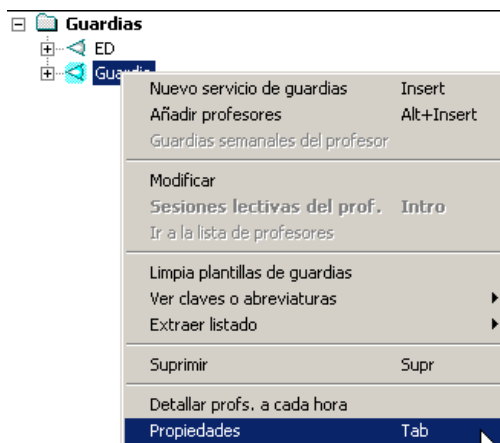 Guardias
ED
Guardia
Nuevo servicio de guardias Insert
Añadir profesores Alt+Insert
Guardias semanales del profesor
Modificar
Sesiones lectivas del prof. Intro
Ir a la lista de profesores
Limpia plantillas de guardias
Ver claves o abreviaturas
Extraer listado
Suprimir Supr
Detallar profs. a cada hora
Propiedades Tab